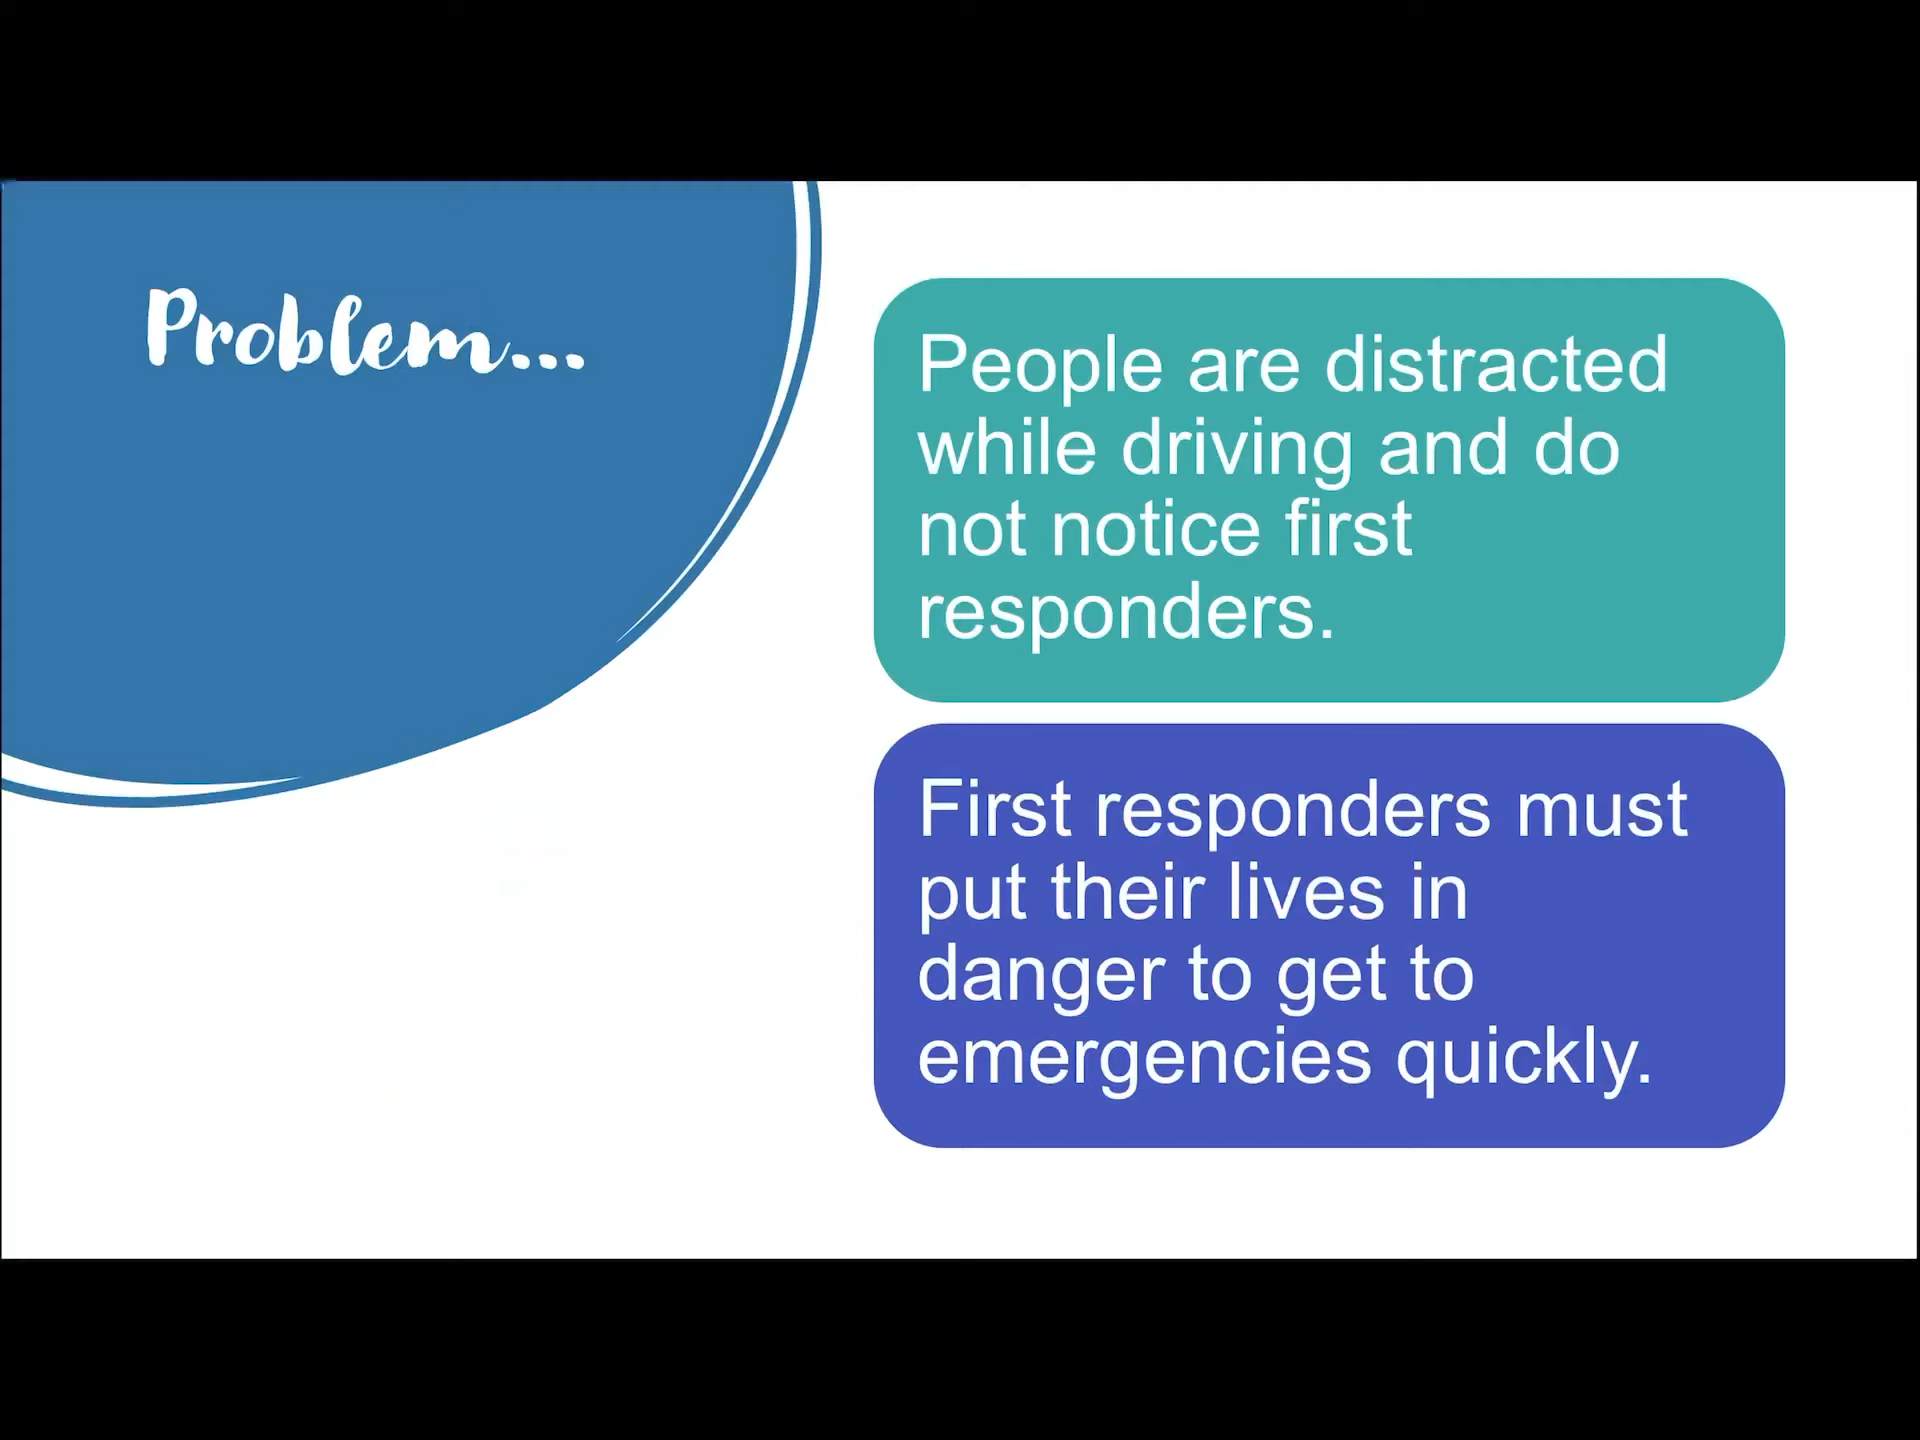 Problem...
People are distracted
while driving and do
not notice first
responders.
First responders must
put their lives in
danger to get to
emergencies quickly.